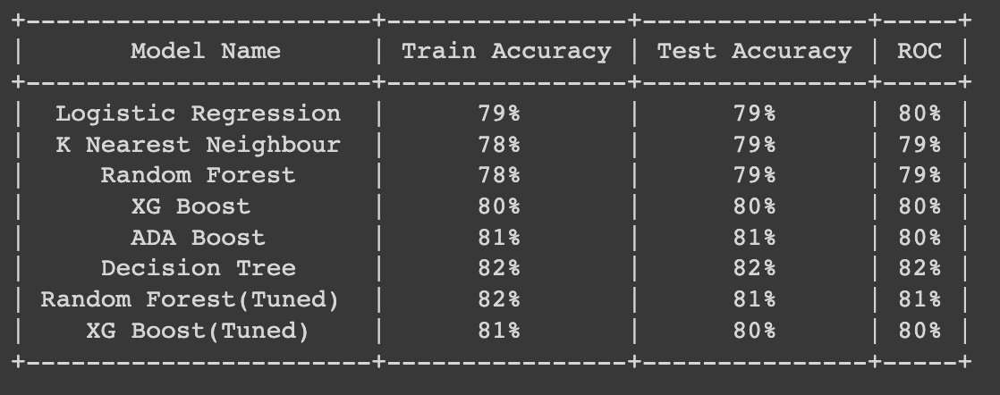 +-----------------------+----------------+---------------+-----+
|       Model Name      | Train Accuracy | Test Accuracy | ROC |
+-----------------------+----------------+---------------+-----+
|  Logistic Regression  |      79%       |      79%      | 80% |
|  K Nearest Neighbour  |      78%       |      79%      | 79% |
|     Random Forest     |      78%       |      79%      | 79% |
|       XG Boost        |      80%       |      80%      | 80% |
|       ADA Boost       |      81%       |      81%      | 80% |
|     Decision Tree     |      82%       |      82%      | 82% |
| Random Forest(Tuned)  |      82%       |      81%      | 81% |
|    XG Boost(Tuned)    |      81%       |      80%      | 80% |
+-----------------------+----------------+---------------+-----+